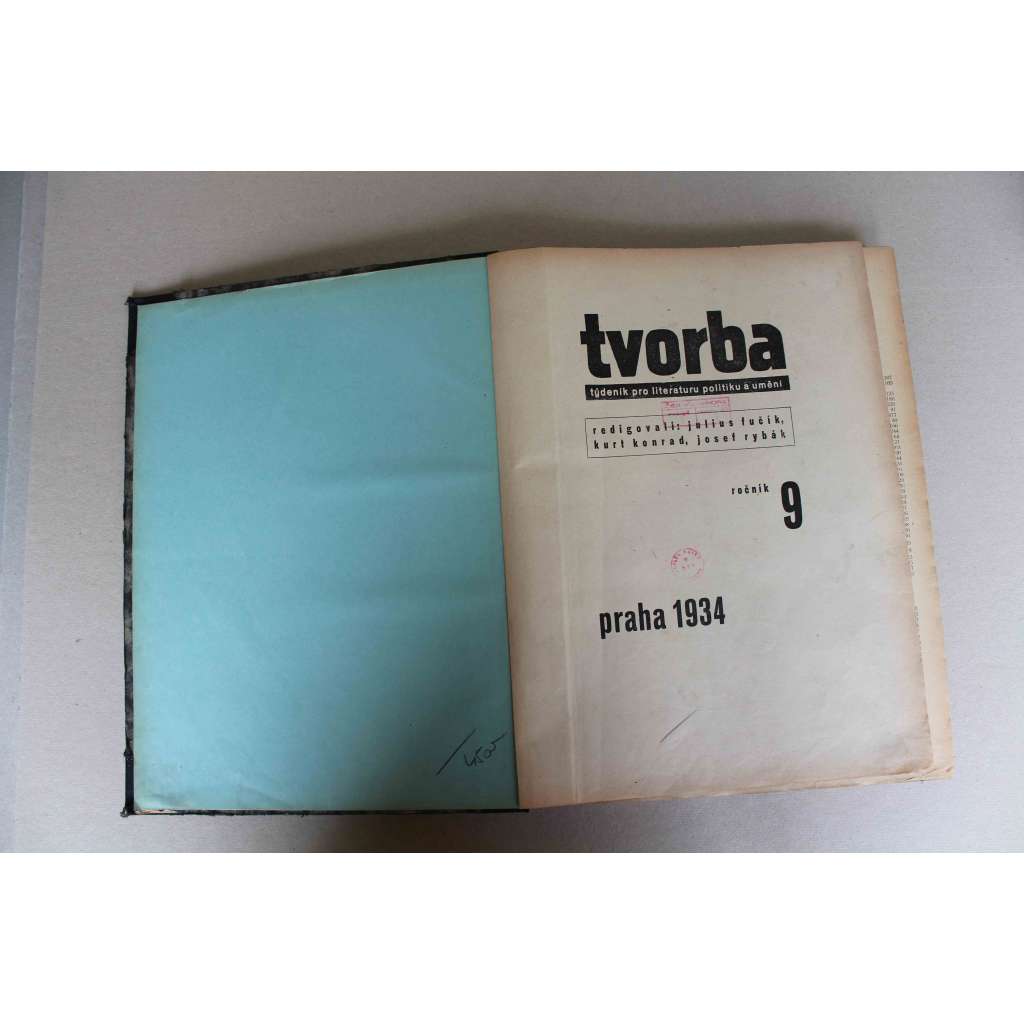 tvorba
týdeník pro literaturu politiku a umění
redigovali: julius fučík,
kurt konrad, josef rybák
ročník 9
praha 1934